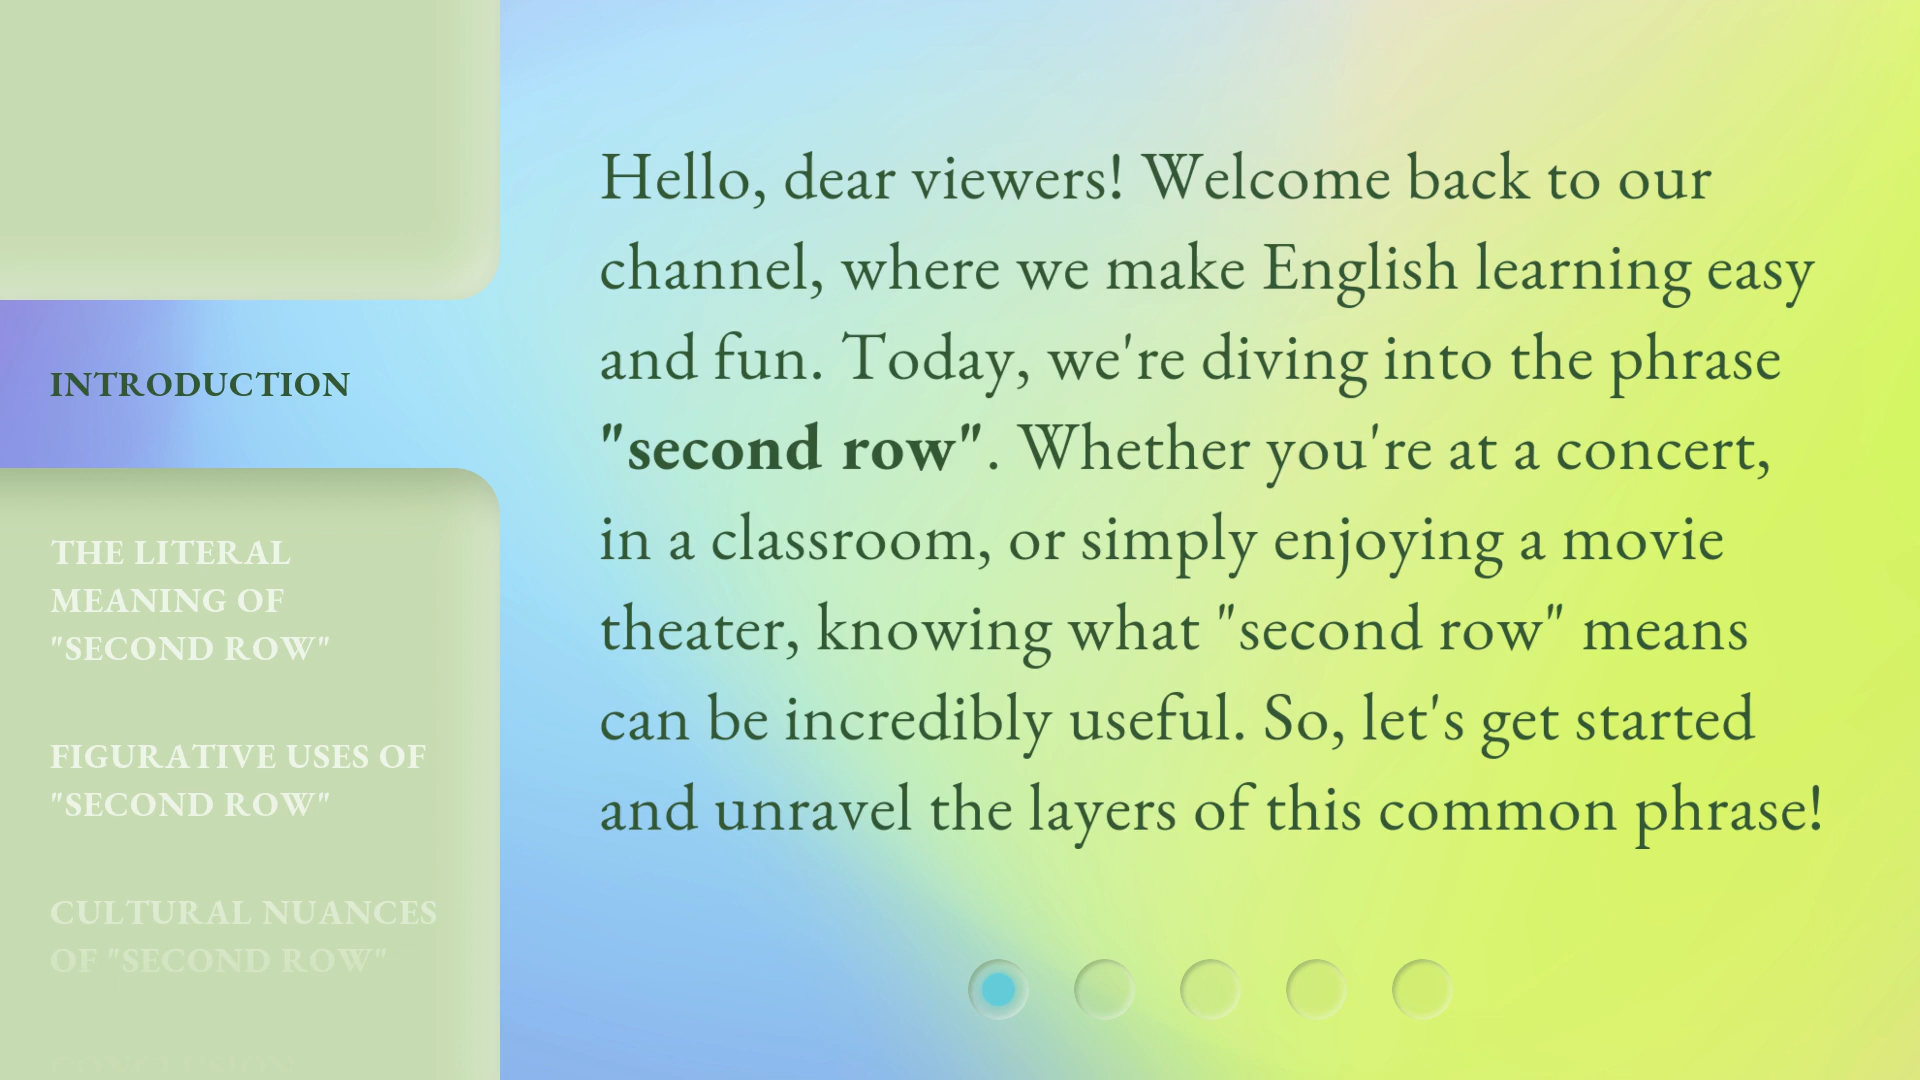 INTRODUCTION
THE LITERAL
MEANING OF
"SECOND ROW"
FIGURATIVE USES OF
"SECOND ROW"
CULTURAL NUANCES
OF "SECOND ROW"
CONCLUSION
Hello, dear viewers! Welcome back to our
channel, where we make English learning easy
and fun. Today, we're diving into the phrase
"second row". Whether you're at a concert,
in a classroom, or simply enjoying a movie
theater, knowing what "second row" means
can be incredibly useful. So, let's get started
and unravel the layers of this common phrase!